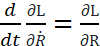 d/dt ∂L/∂Ṙ = ∂L/∂R